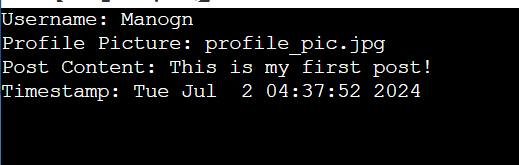 Username: Manogn
Profile Picture: profile_pic.jpg
Post Content: This is my first post!
Timestamp: Tue Jul  2 04:37:52 2024